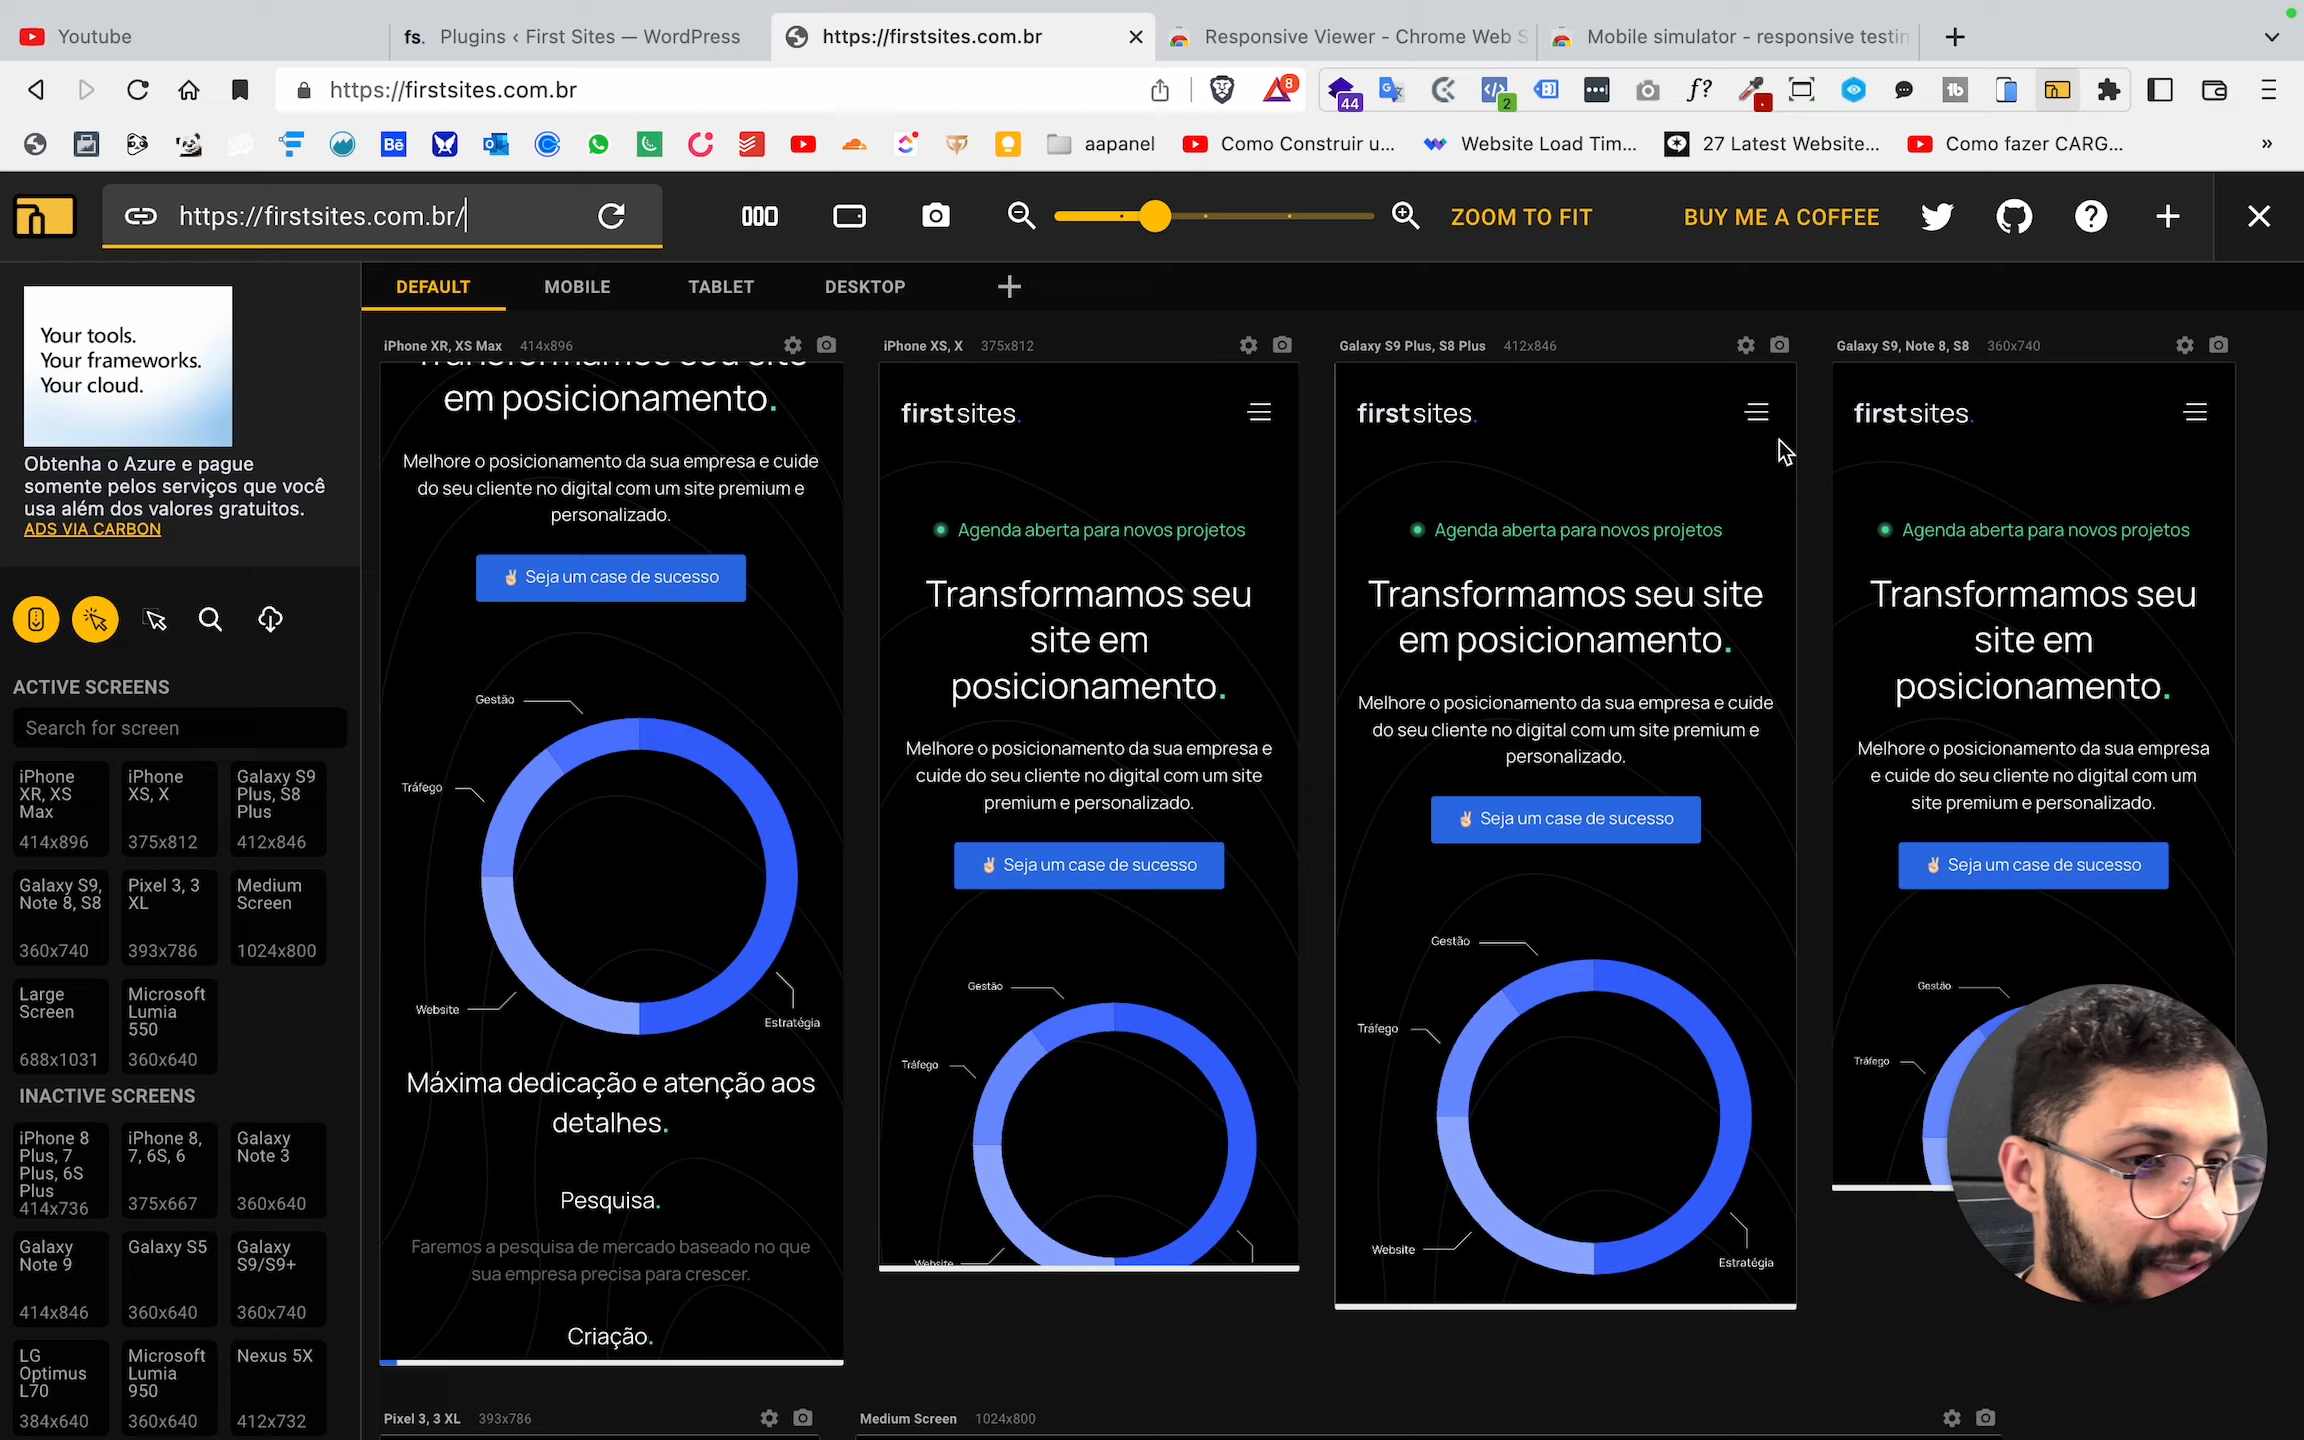 Youtube
fs. Plugins ‹ First Sites — WordPress
https://firstsites.com.br
Responsive Viewer - Chrome Web S
Mobile simulator - responsive testin
https://firstsites.com.br
8
44
2
f?
1b
Bē
aapanel
Como Construir u...
Website Load Tim...
27 Latest Website...
Como fazer CARG...
»
https://firstsites.com.br/
ZOOM TO FIT
BUY ME A COFFEE
Your tools.
Your frameworks.
Your cloud.
Obtenha o Azure e pague
somente pelos serviços que você
usa além dos valores gratuitos.
ADS VIA CARBON
ACTIVE SCREENS
Search for screen
iPhone XR, XS Max 414x896
iPhone XS, X 375x812
Galaxy S9 Plus, S8 Plus 412x846
Galaxy S9, Note 8, S8 360x740
Pixel 3, 3 XL 393x786
Medium Screen 1024x800
Large Screen 688x1031
Microsoft Lumia 550 360x640
INACTIVE SCREENS
iPhone 8 Plus, 7 Plus, 6S Plus 414x736
iPhone 8, 7, 6S, 6 375x667
Galaxy Note 3 360x640
Galaxy Note 9 414x846
Galaxy S5 360x640
Galaxy S9/S9+ 360x740
LG Optimus L70 384x640
Microsoft Lumia 950 360x640
Nexus 5X 412x732
DEFAULT
MOBILE
TABLET
DESKTOP
iPhone XR, XS Max 414x896
Transformamos seu site
em posicionamento.
Melhore o posicionamento da sua empresa e cuide
do seu cliente no digital com um site premium e
personalizado.
Seja um case de sucesso
Gestão
Tráfego
Website
Estratégia
Máxima dedicação e atenção aos
detalhes.
Pesquisa.
Faremos a pesquisa de mercado baseado no que
sua empresa precisa para crescer.
Criação.
iPhone XS, X 375x812
firstsites.
Agenda aberta para novos projetos
Transformamos seu
site em
posicionamento.
Melhore o posicionamento da sua empresa e
cuide do seu cliente no digital com um site
premium e personalizado.
Seja um case de sucesso
Gestão
Tráfego
Website
Galaxy S9 Plus, S8 Plus 412x846
firstsites.
Agenda aberta para novos projetos
Transformamos seu site
em posicionamento.
Melhore o posicionamento da sua empresa e cuide
do seu cliente no digital com um site premium e
personalizado.
Seja um case de sucesso
Gestão
Tráfego
Website
Estratégia
Galaxy S9, Note 8, S8 360x740
firstsites.
Agenda aberta para novos projetos
Transformamos seu
site em
posicionamento.
Melhore o posicionamento da sua empresa
e cuide do seu cliente no digital com um
site premium e personalizado.
Seja um case de sucesso
Gestão
Tráfego
Pixel 3, 3 XL 393x786
Medium Screen 1024x800